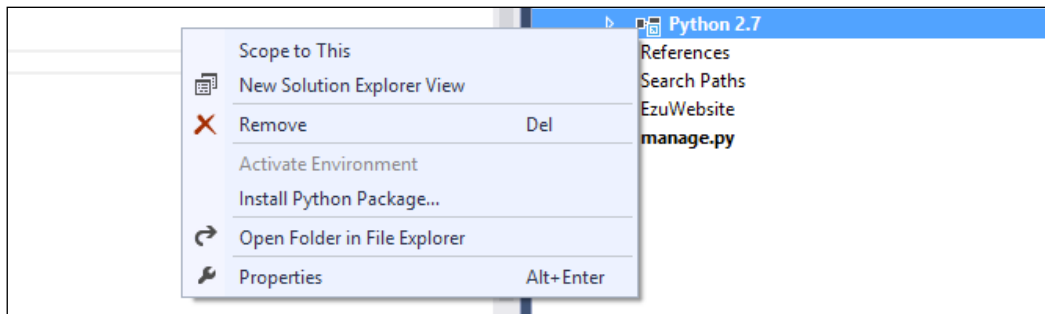 Python 2.7
References
Search Paths
EzuWebsite
manage.py
Scope to This
New Solution Explorer View
Remove Del
Activate Environment
Install Python Package...
Open Folder in File Explorer
Properties Alt+Enter